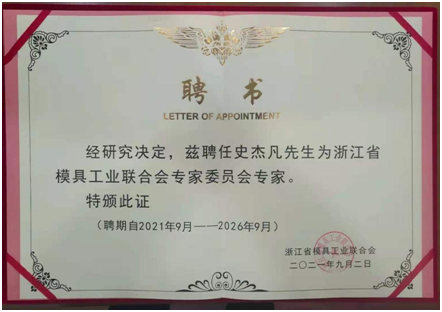 聘书
LETTER OF APPOINTMENT
经研究决定，兹聘任史杰凡先生为浙江省
模具工业联合会专家委员会专家。
特颁此证
（聘期自2021年9月——2026年9月）
浙江省模具工业联合会
二〇二一年九月二日